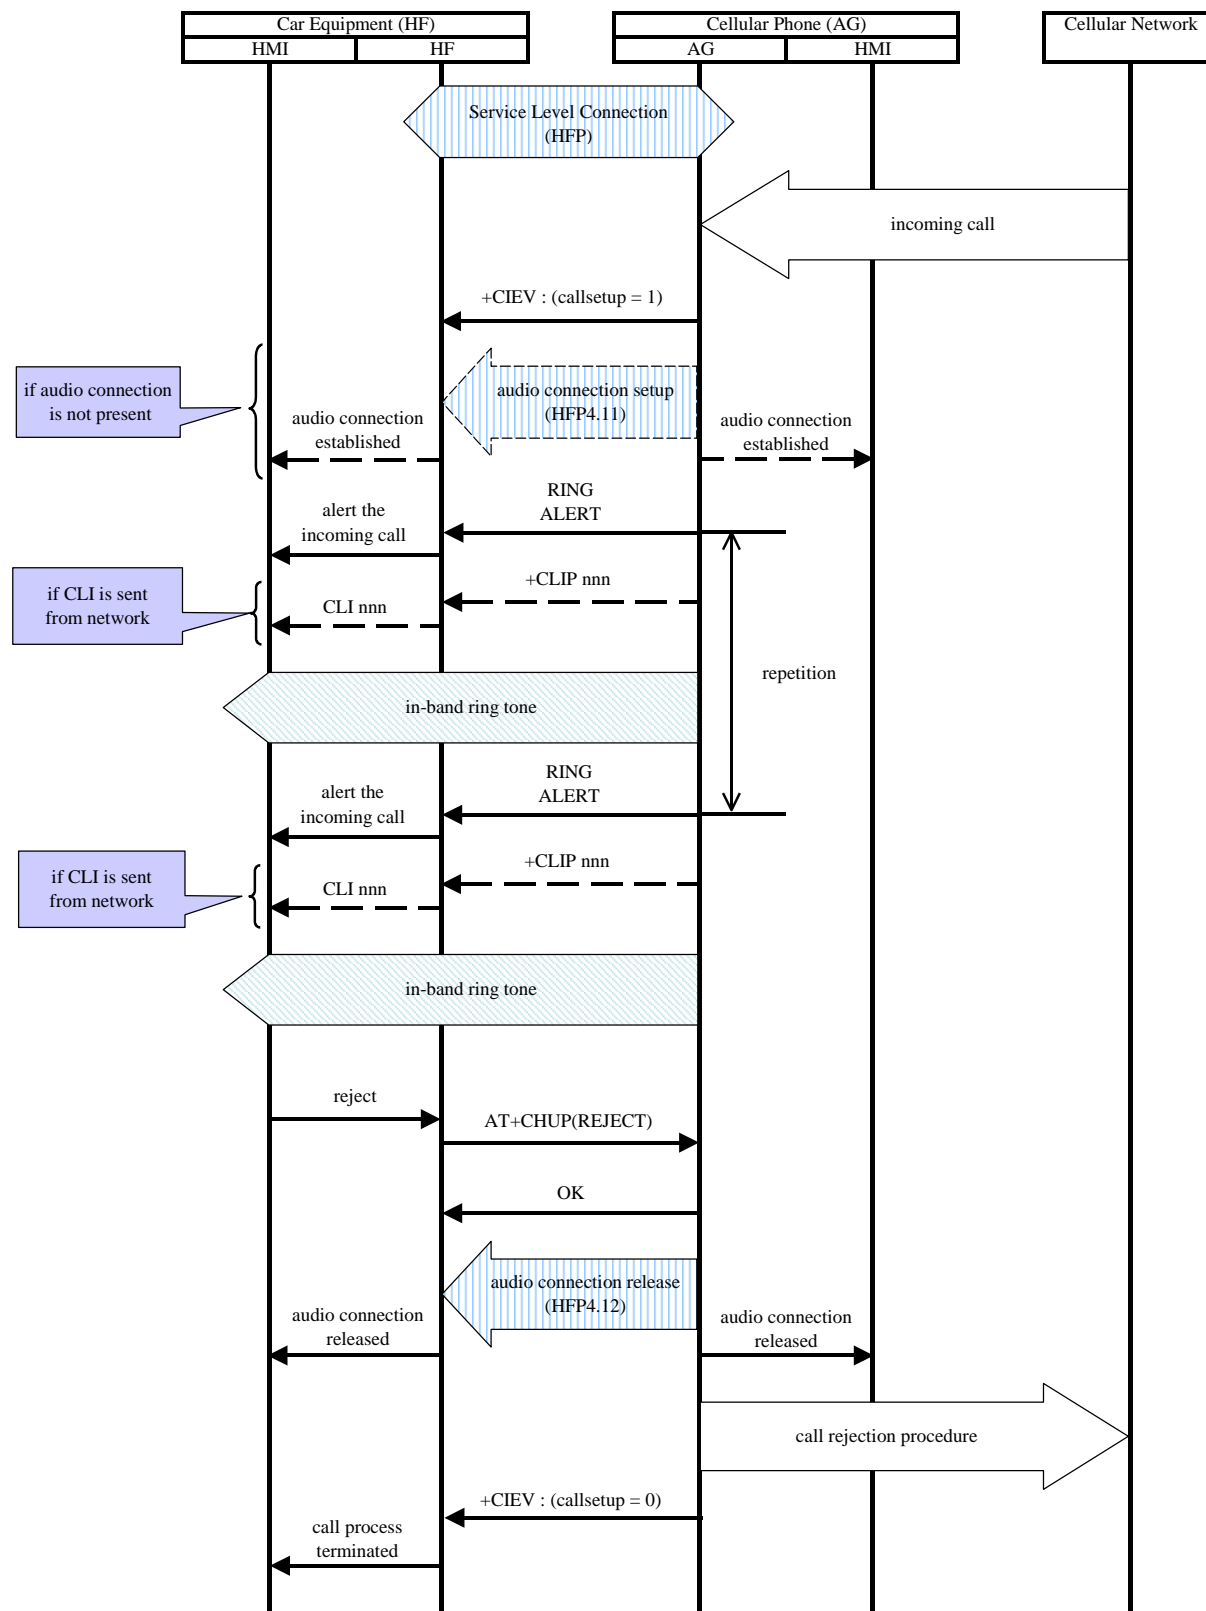 Car Equipment (HF)
Cellular Phone (AG)
Cellular Network
HMI
HF
AG
HMI
Service Level Connection
(HFP)
incoming call
+CIEV : (callsetup = 1)
if audio connection
is not present
audio connection setup
(HFP4.11)
audio connection
established
audio connection
established
RING
ALERT
alert the
incoming call
+CLIP nnn
if CLI is sent
from network
CLI nnn
repetition
in-band ring tone
RING
ALERT
alert the
incoming call
+CLIP nnn
if CLI is sent
from network
CLI nnn
in-band ring tone
reject
AT+CHUP(REJECT)
OK
audio connection release
(HFP4.12)
audio connection
released
audio connection
released
call rejection procedure
+CIEV : (callsetup = 0)
call process
terminated